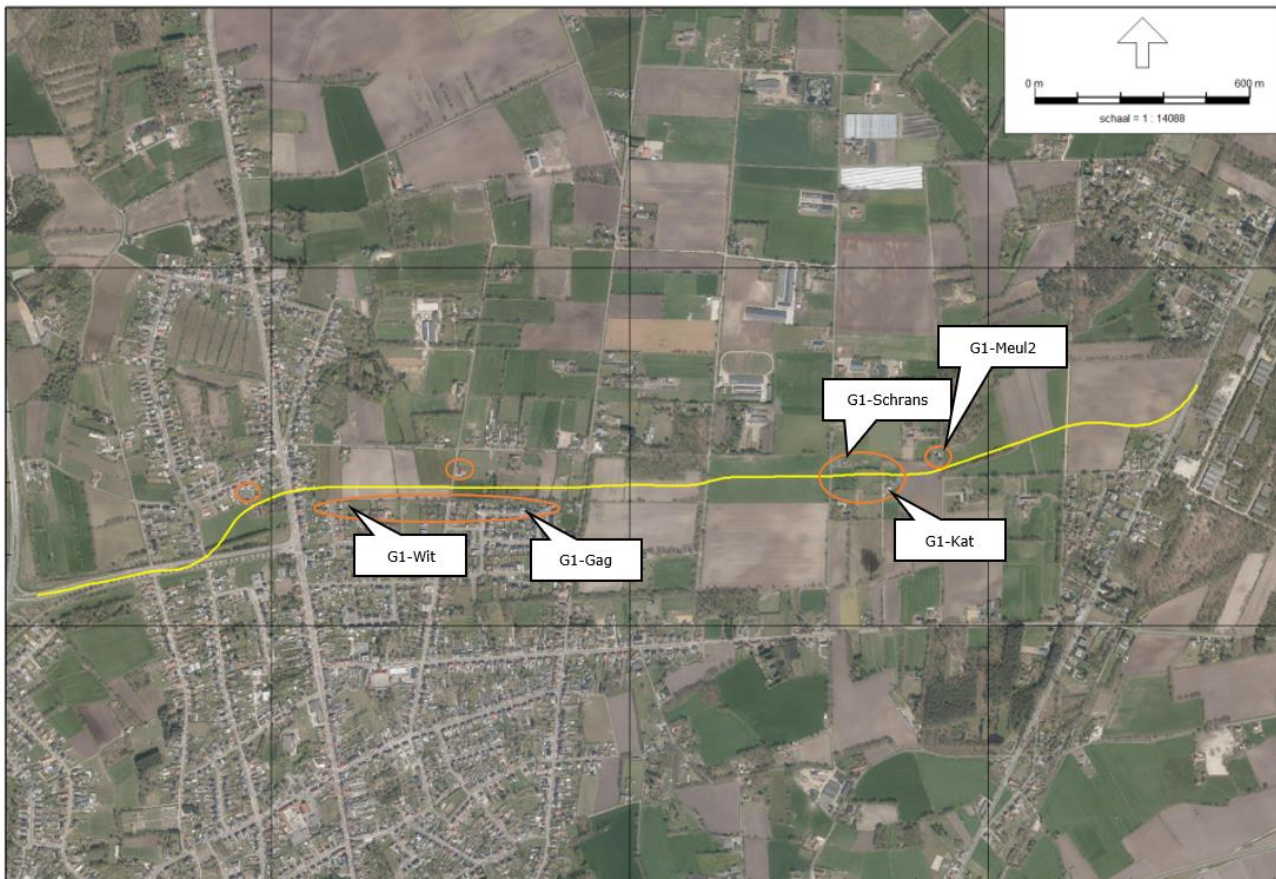 0 m
600 m
schaal = 1 : 14088
G1-Meul2
G1-Schrans
G1-Kat
G1-Wit
G1-Gag